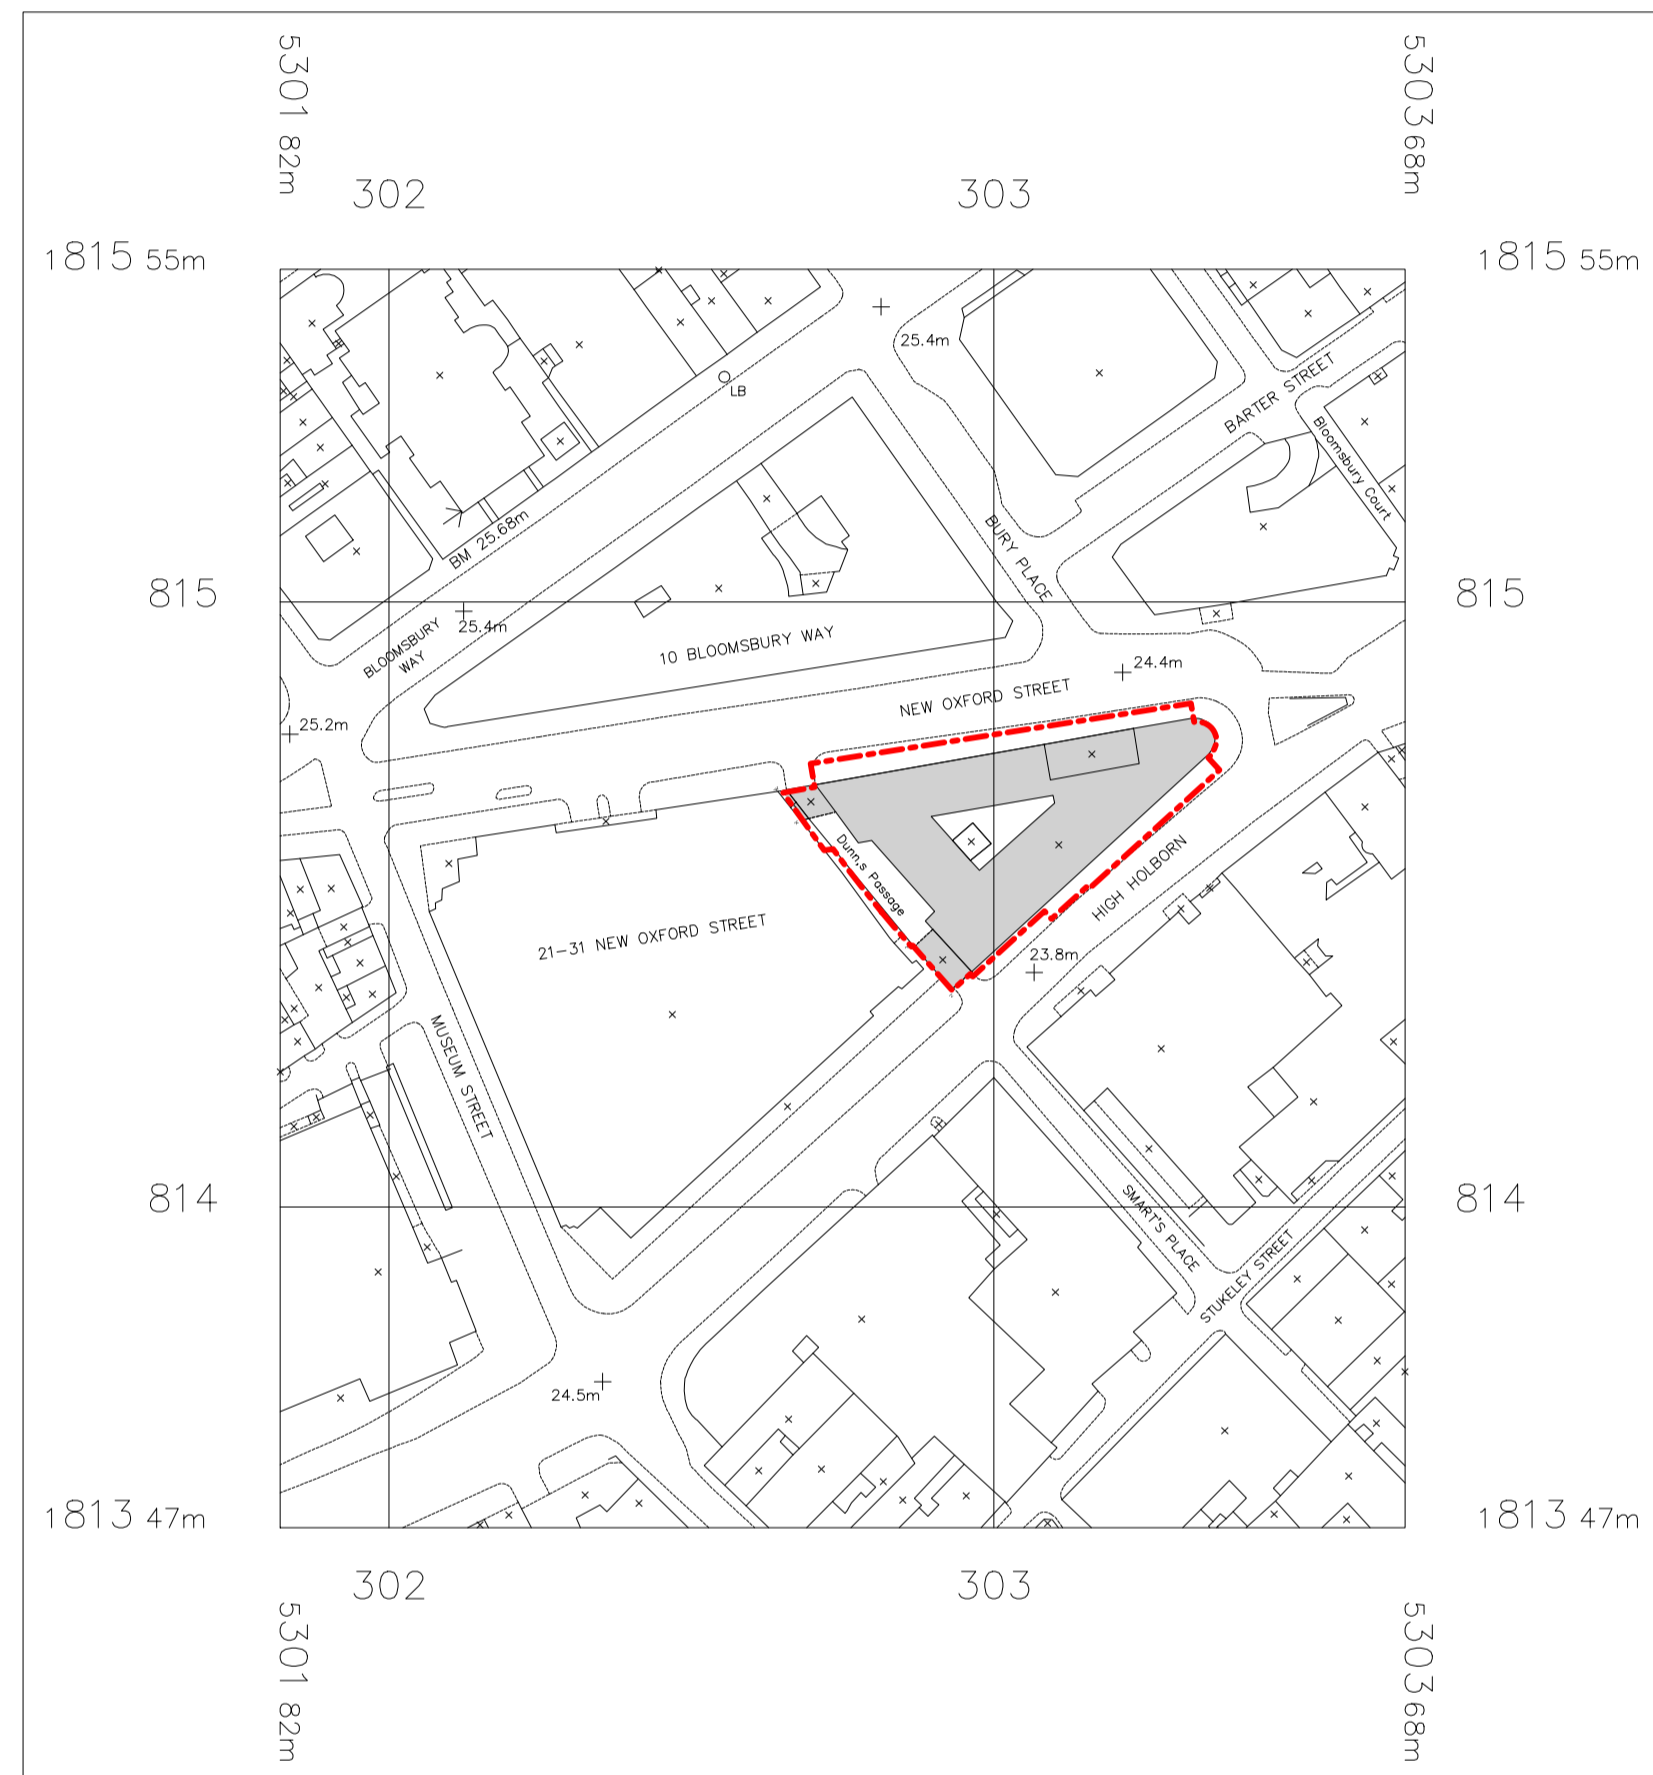 5301 82m
5303 68m
302
303
1815 55m
1815 55m
25.4m
LB
BARTER STREET
Bloomsbury Court
BM 25.68m
BURY PLACE
815
815
25.4m
BLOOMSBURY
WAY
10 BLOOMSBURY WAY
24.4m
NEW OXFORD STREET
25.2m
Dunn,s Passage
HIGH HOLBORN
21-31 NEW OXFORD STREET
23.8m
MUSEUM STREET
814
814
SMART'S PLACE
STUKELEY STREET
24.5m
1813 47m
1813 47m
302
303
5301 82m
5303 68m